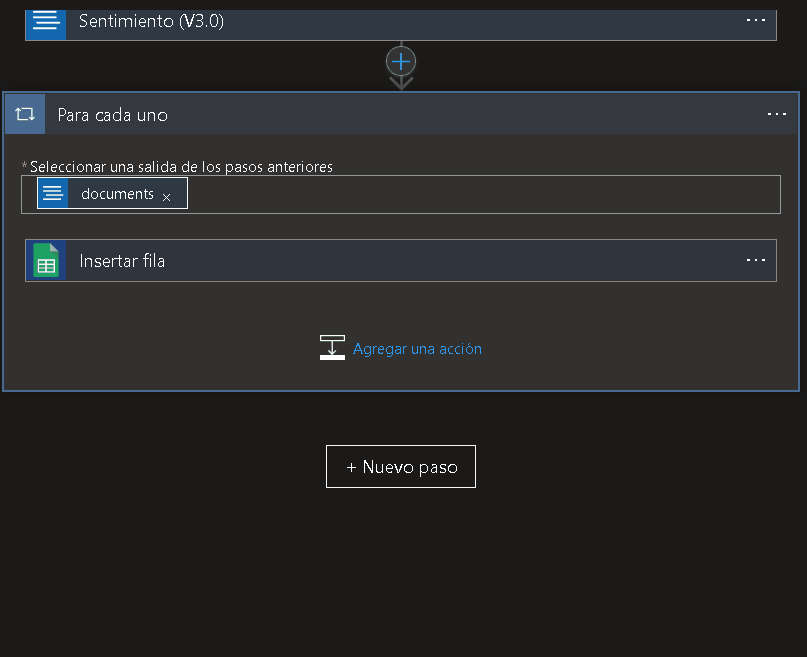 Sentimiento (V3.0)
Para cada uno
* Seleccionar una salida de los pasos anteriores
documents ×
Insertar fila
Agregar una acción
+ Nuevo paso